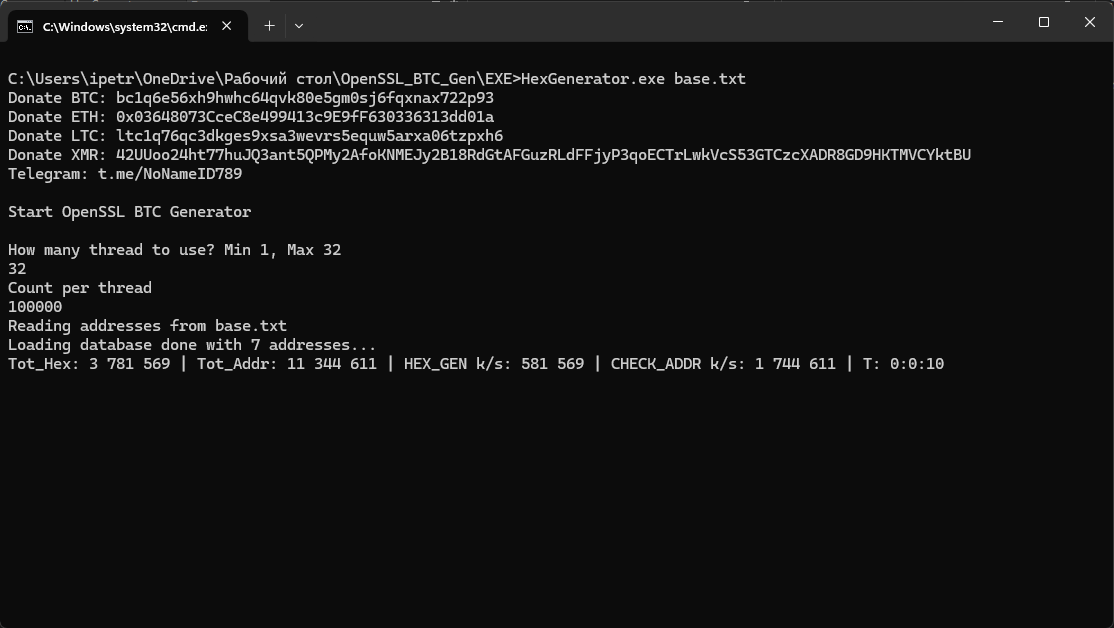 C:\Windows\system32\cmd.e:
C:\Users\ipetr\OneDrive\Рабочий стол\OpenSSL_BTC_Gen\EXE>HexGenerator.exe base.txt
Donate BTC: bc1q6e56xh9hwhc64qvk80e5gm0sj6fqxnax722p93
Donate ETH: 0x03648073CceC8e499413c9E9fF630336313dd01a
Donate LTC: ltc1q76qc3dkges9xsa3wevrs5equw5arxa06tzpxh6
Donate XMR: 42UUoo24ht77huJQ3ant5QPMy2AfoKNMEJy2B18RdGtAFGuzRLdFFjyP3qoECTrLwkVcS53GTCzcXADR8GD9HKTMVCYktBU
Telegram: t.me/NoNameID789
Start OpenSSL BTC Generator
How many thread to use? Min 1, Max 32
32
Count per thread
100000
Reading addresses from base.txt
Loading database done with 7 addresses...
Tot_Hex: 3 781 569 | Tot_Addr: 11 344 611 | HEX_GEN k/s: 581 569 | CHECK_ADDR k/s: 1 744 611 | T: 0:0:10